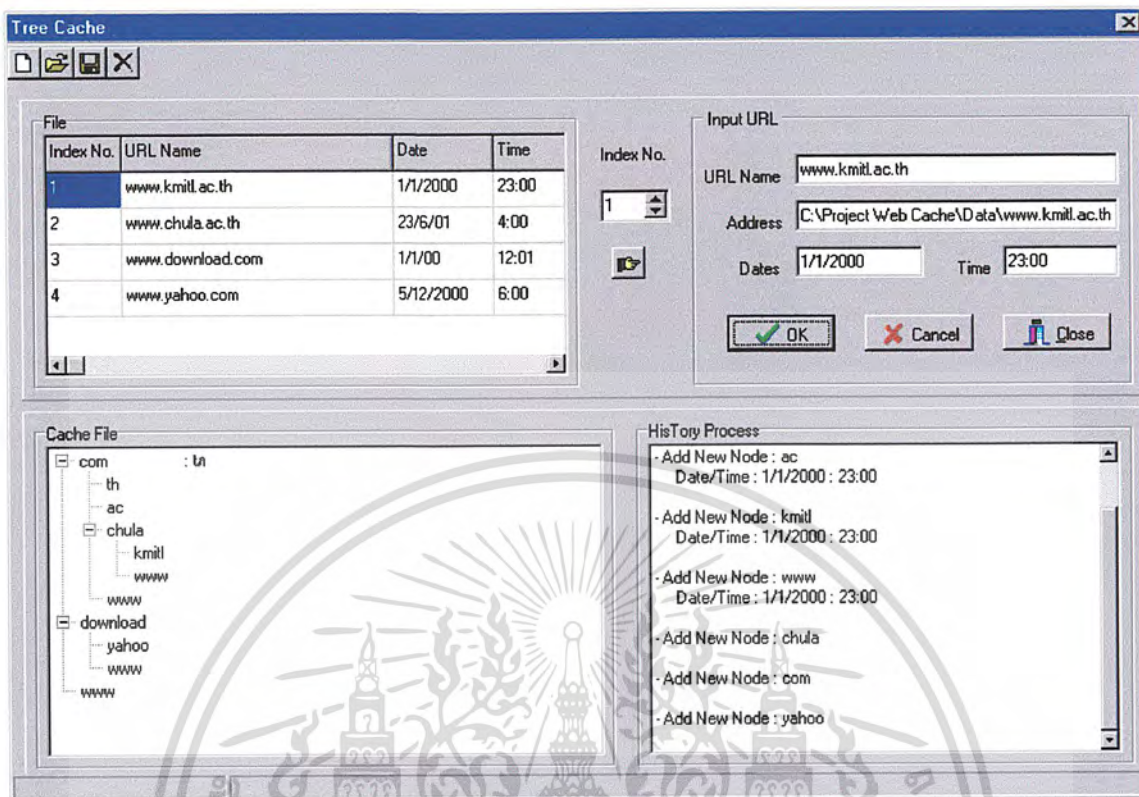 Tree Cache
File
Index No. URL Name Date Time
1 www.kmitl.ac.th 1/1/2000 23:00
2 www.chula.ac.th 23/6/01 4:00
3 www.download.com 1/1/00 12:01
4 www.yahoo.com 5/12/2000 6:00
Index No.
1
Input URL
URL Name www.kmitl.ac.th
Address C:\Project Web Cache\Data\www.kmitl.ac.th
Dates 1/1/2000 Time 23:00
OK Cancel Close
Cache File
com :
th
ac
chula
kmitl
www
www
download
yahoo
www
www
HisTory Process
- Add New Node : ac
Date/Time : 1/1/2000 : 23:00
- Add New Node : kmitl
Date/Time : 1/1/2000 : 23:00
- Add New Node : www
Date/Time : 1/1/2000 : 23:00
- Add New Node : chula
- Add New Node : com
- Add New Node : yahoo